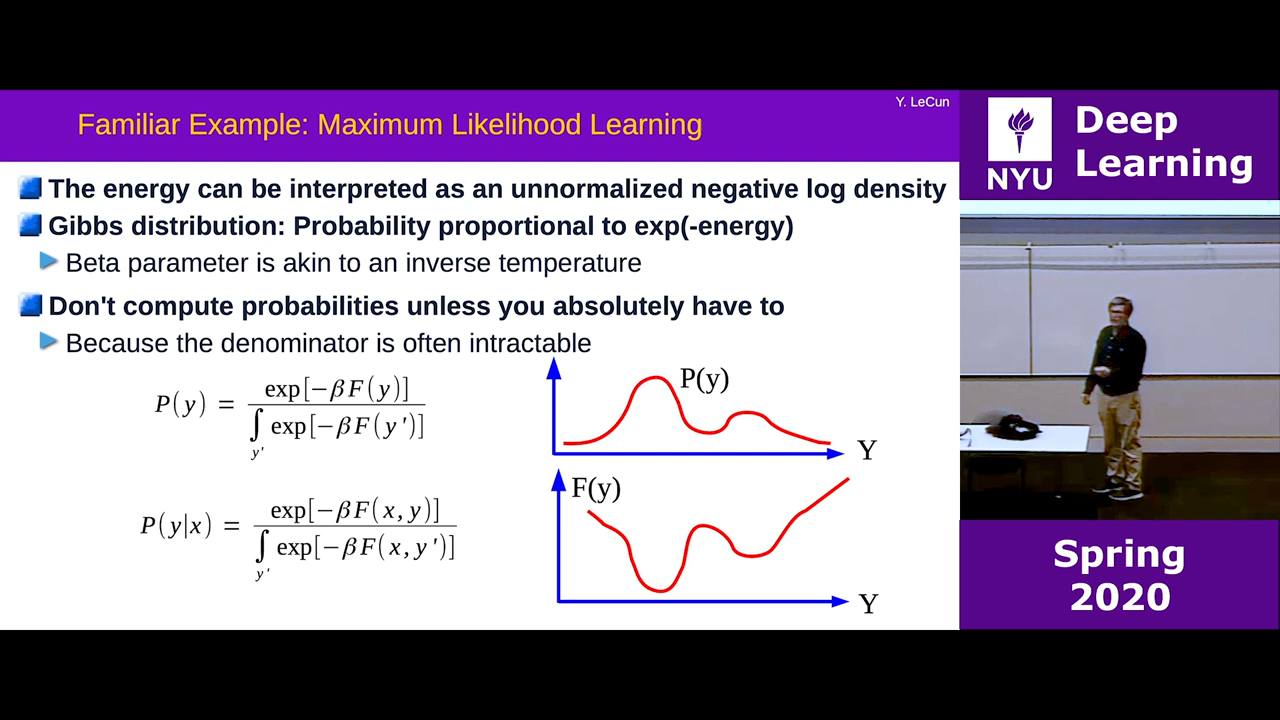 Y. LeCun
Familiar Example: Maximum Likelihood Learning
The energy can be interpreted as an unnormalized negative log density
Gibbs distribution: Probability proportional to exp(-energy)
Beta parameter is akin to an inverse temperature
Don't compute probabilities unless you absolutely have to
Because the denominator is often intractable
P(y) = exp[−βF(y)] / ∫y' exp[−βF(y')]
P(y|x) = exp[−βF(x,y)] / ∫y' exp[−βF(x,y')]
P(y)
Y
F(y)
Y
NYU
Deep
Learning
Spring
2020